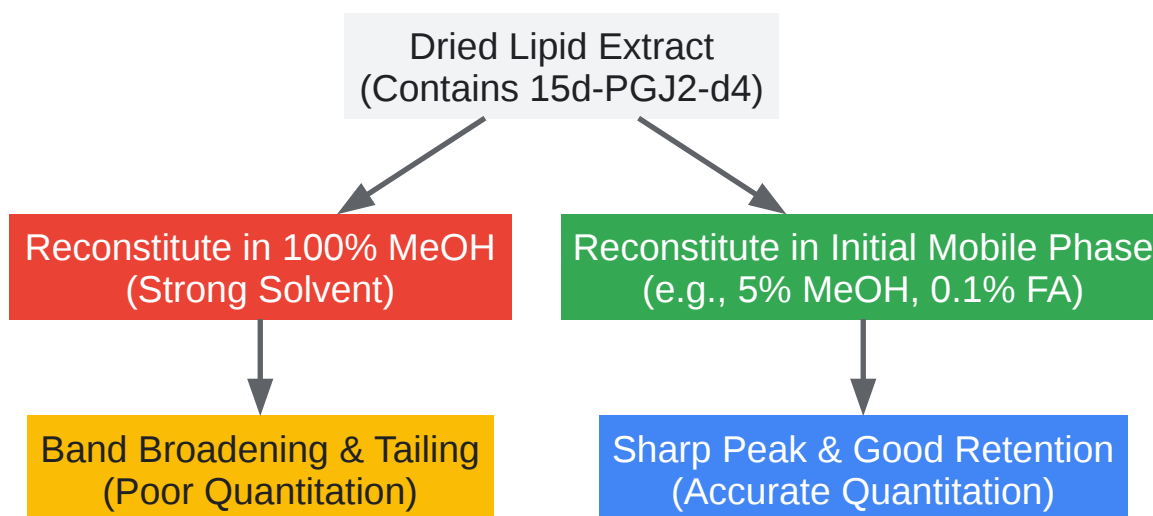 Dried Lipid Extract
(Contains 15d-PGJ2-d4)
Reconstitute in 100% MeOH
(Strong Solvent)
Reconstitute in Initial Mobile Phase
(e.g., 5% MeOH, 0.1% FA)
Band Broadening & Tailing
(Poor Quantitation)
Sharp Peak & Good Retention
(Accurate Quantitation)